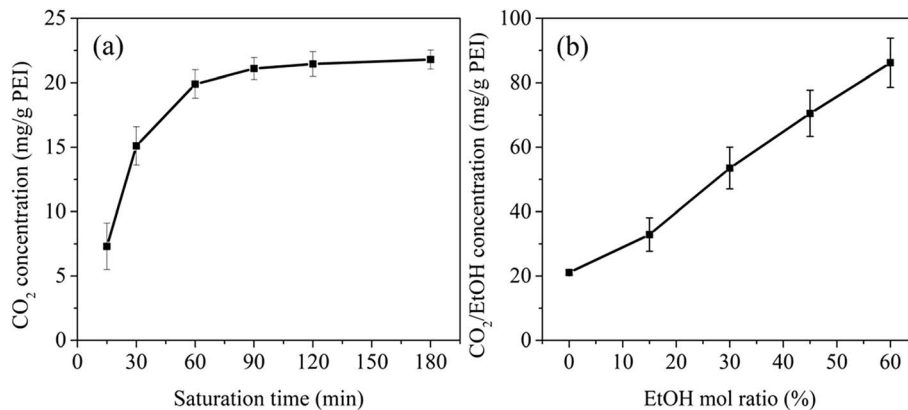 (a)
CO₂ concentration (mg/g PEI)
25
20
15
10
5
0
0 30 60 90 120 150 180
Saturation time (min)
(b)
CO₂/EtOH concentration (mg/g PEI)
100
80
60
40
20
0
0 10 20 30 40 50 60
EtOH mol ratio (%)